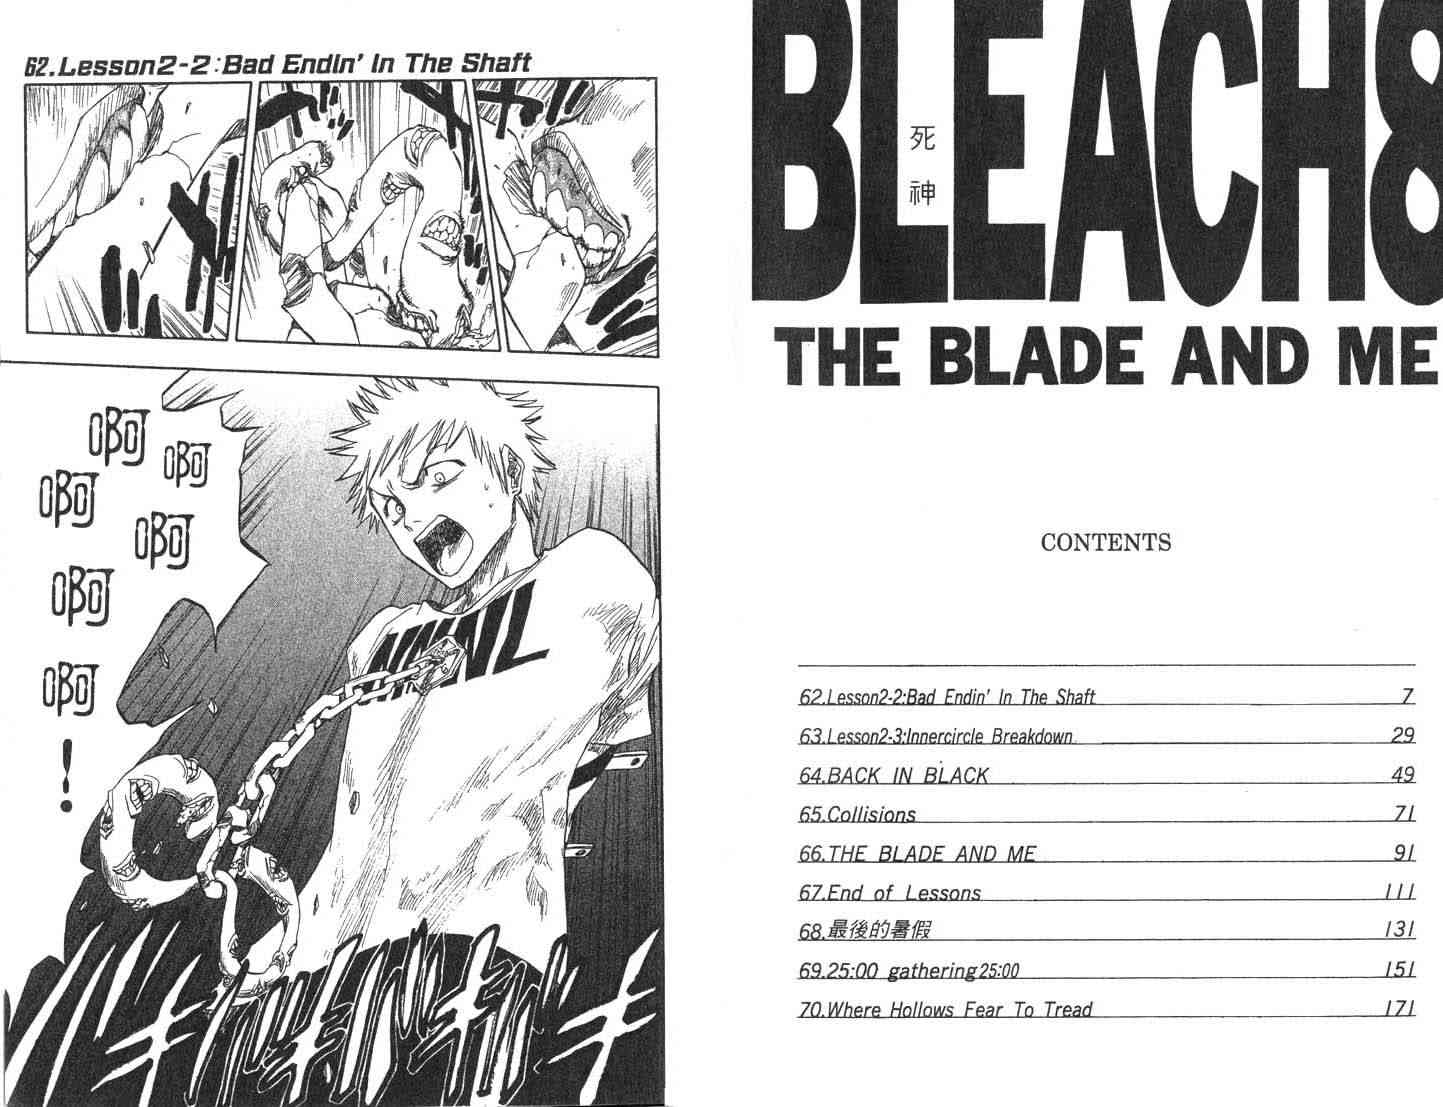 62.Lesson2-2:Bad Endin' In The Shaft
啊
啊
啊
啊
啊
啊
!
BLEACH8
死神
THE BLADE AND ME
CONTENTS
62.Lesson2-2:Bad Endin' In The Shaft 7
63.Lesson2-3:Innercircle Breakdown 29
64.BACK IN BLACK 49
65.Collisions 71
66.THE BLADE AND ME 91
67.End of Lessons 111
68.最後的暑假 131
69.25:00 gathering25:00 151
70.Where Hollows Fear To Tread 171